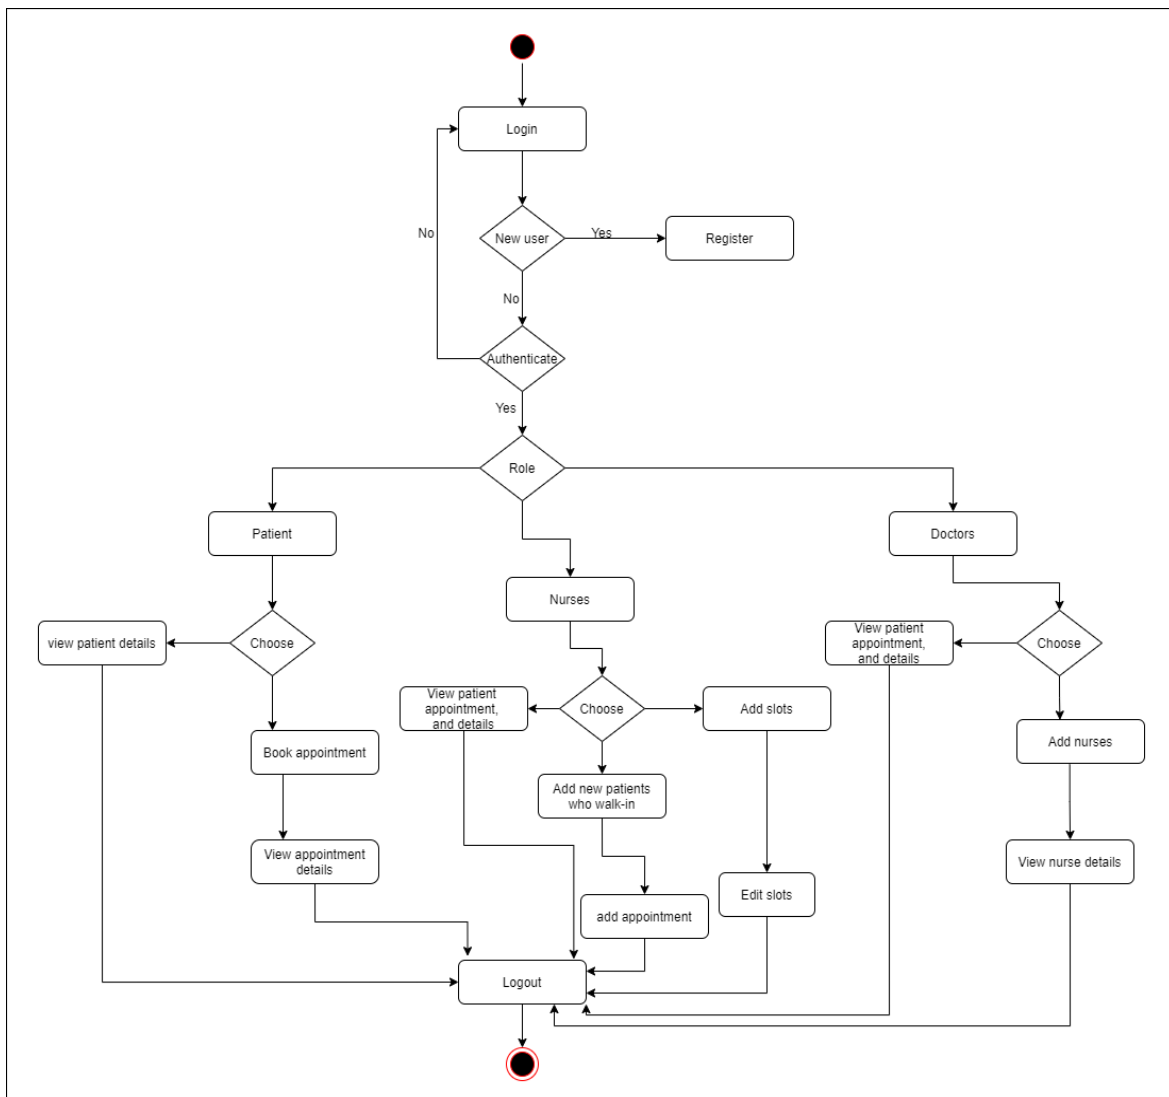 Login
No
New user
Yes
Register
No
Authenticate
Yes
Role
Patient
Doctors
Nurses
view patient details
Choose
View patient
appointment,
and details
Choose
View patient
appointment,
and details
Choose
Add slots
Book appointment
Add nurses
Add new patients
who walk-in
View appointment
details
View nurse details
Edit slots
add appointment
Logout